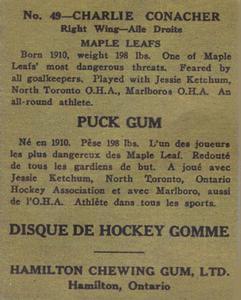 No. 49—CHARLIE CONACHER
Right Wing—Aile Droite
MAPLE LEAFS
Born 1910, weight 198 lbs. One of Maple
Leafs' most dangerous threats. Feared by
all goalkeepers. Played with Jessie Ketchum,
North Toronto O.H.A., Marlboros O.H.A. An
all-round athlete.
PUCK GUM
Né en 1910. Pèse 198 lbs. L'un des joueurs
les plus dangereux des Maple Leaf. Redouté
de tous les gardiens de but. A joué avec
Jessie Ketchum, North Toronto, Ontario
Hockey Association et avec Marlboro, aussi
de l'O.H.A. Athlète dans tous les sports.
DISQUE DE HOCKEY GOMME
HAMILTON CHEWING GUM, LTD.
Hamilton, Ontario